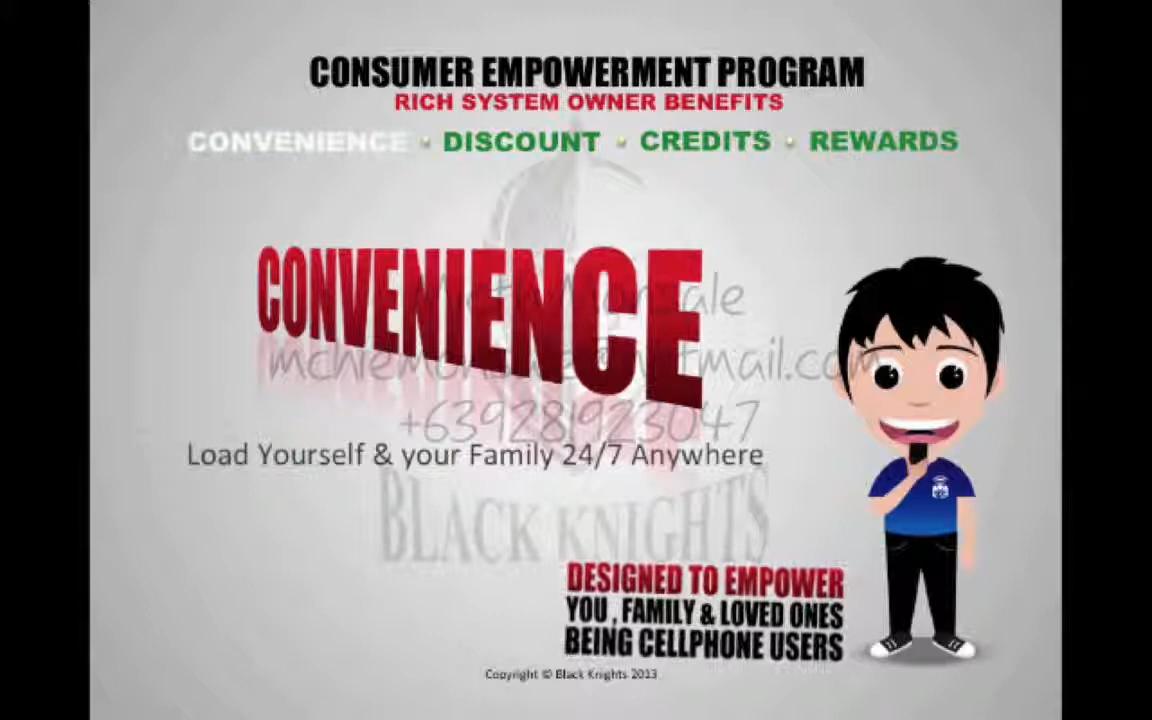 CONSUMER EMPOWERMENT PROGRAM
RICH SYSTEM OWNER BENEFITS
CONVENIENCE • DISCOUNT • CREDITS • REWARDS
CONVENIENCE
+639281923047
Load Yourself & your Family 24/7 Anywhere
BLACK KNIGHTS
DESIGNED TO EMPOWER
YOU , FAMILY & LOVED ONES
BEING CELLPHONE USERS
Copyright © Black Knights 2013